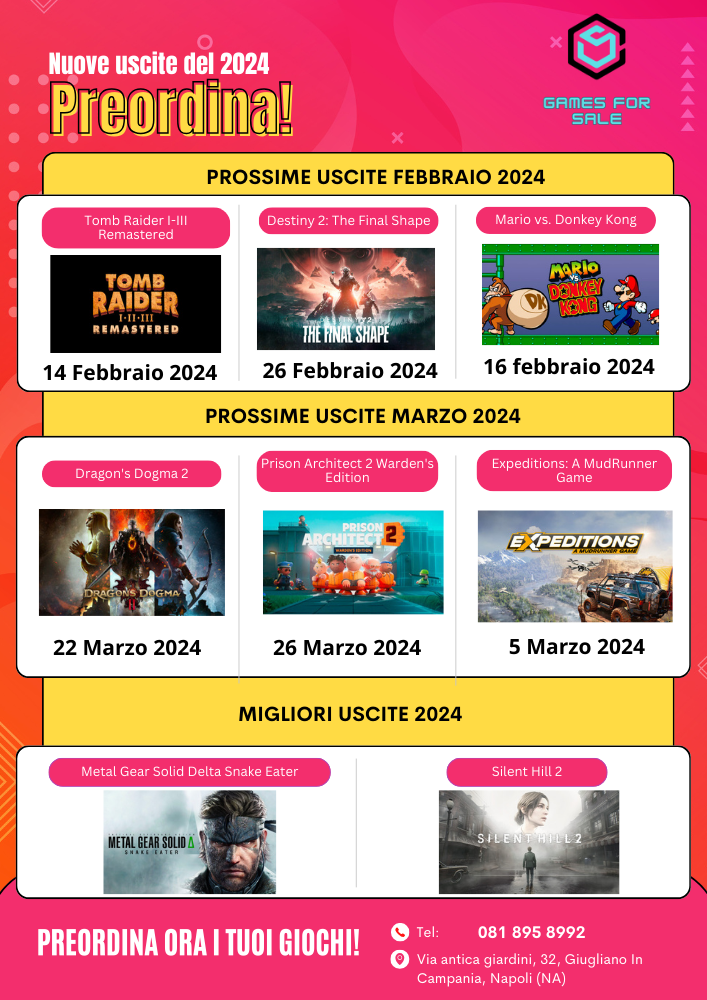 Nuove uscite del 2024
Preordina!
GAMES FOR
SALE
PROSSIME USCITE FEBBRAIO 2024
Tomb Raider I-III
Remastered
Destiny 2: The Final Shape
Mario vs. Donkey Kong
TOMB
RAIDER
I•II•III
REMASTERED
DESTINY 2
THE FINAL SHAPE
MARIO
VS
DONKEY
KONG
DK
14 Febbraio 2024
26 Febbraio 2024
16 febbraio 2024
PROSSIME USCITE MARZO 2024
Dragon's Dogma 2
Prison Architect 2 Warden's
Edition
Expeditions: A MudRunner
Game
DRAGON'S DOGMA
II
PRISON
ARCHITECT 2
WARDEN'S EDITION
EXPEDITIONS
A MUDRUNNER GAME
22 Marzo 2024
26 Marzo 2024
5 Marzo 2024
MIGLIORI USCITE 2024
Metal Gear Solid Delta Snake Eater
Silent Hill 2
METAL GEAR SOLID Δ
SNAKE EATER
SILENT HILL 2
PREORDINA ORA I TUOI GIOCHI!
Tel: 081 895 8992
Via antica giardini, 32, Giugliano In
Campania, Napoli (NA)